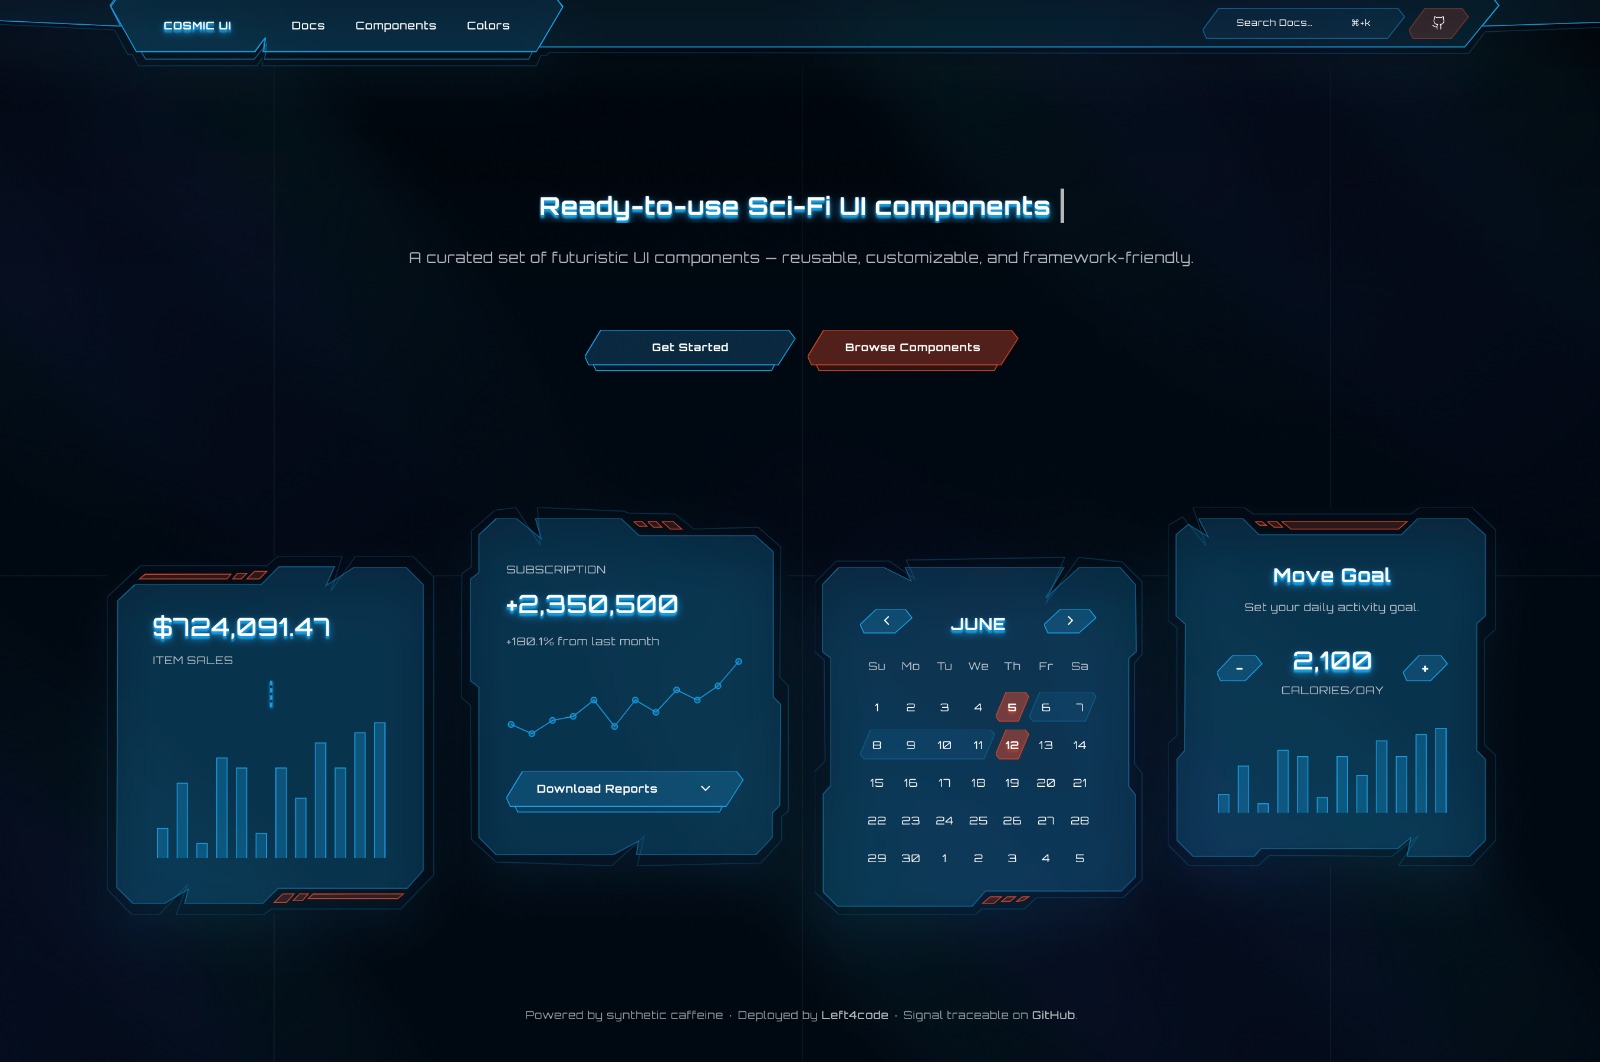 COSMIC UI
Docs
Components
Colors
Search Docs...
⌘+k
Ready-to-use Sci-Fi UI components
A curated set of futuristic UI components — reusable, customizable, and framework-friendly.
Get Started
Browse Components
$724,091.47
ITEM SALES
SUBSCRIPTION
+2,350,500
+180.1% from last month
Download Reports
JUNE
Su Mo Tu We Th Fr Sa
1 2 3 4 5 6 7
8 9 10 11 12 13 14
15 16 17 18 19 20 21
22 23 24 25 26 27 28
29 30 1 2 3 4 5
Move Goal
Set your daily activity goal.
-
2,100
+
CALORIES/DAY
Powered by synthetic caffeine · Deployed by Left4code · Signal traceable on GitHub.